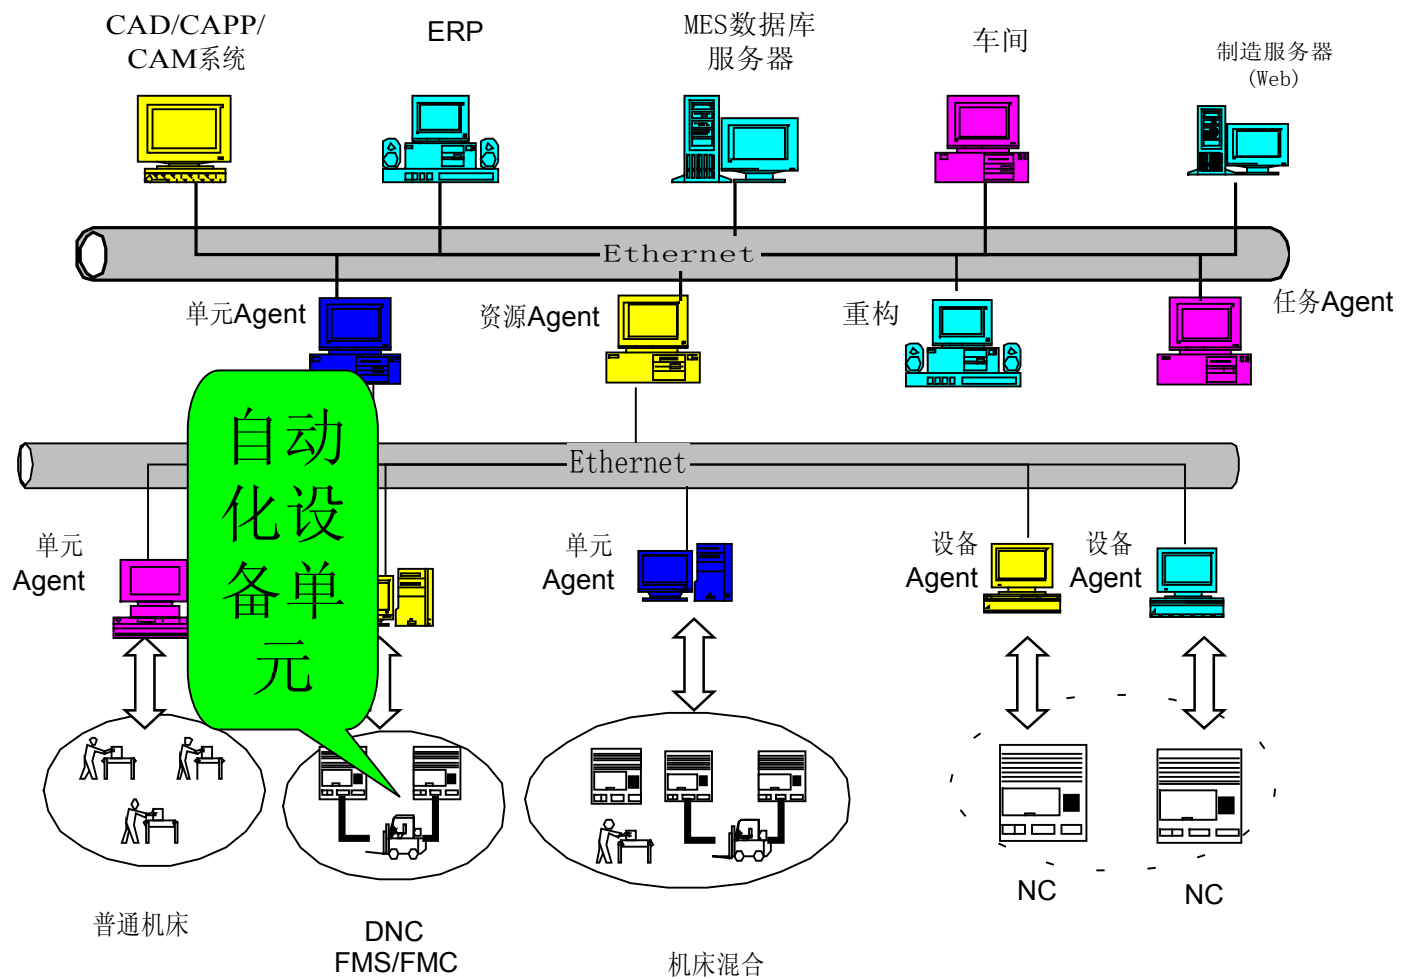 CAD/CAPP/
CAM系统
ERP
MES数据库
服务器
车间
制造服务器
(Web)
Ethernet
单元Agent
资源Agent
重构
任务Agent
自动
化设
备单
元
Ethernet
单元
Agent
单元
Agent
设备
Agent
设备
Agent
NC
NC
普通机床
DNC
FMS/FMC
机床混合